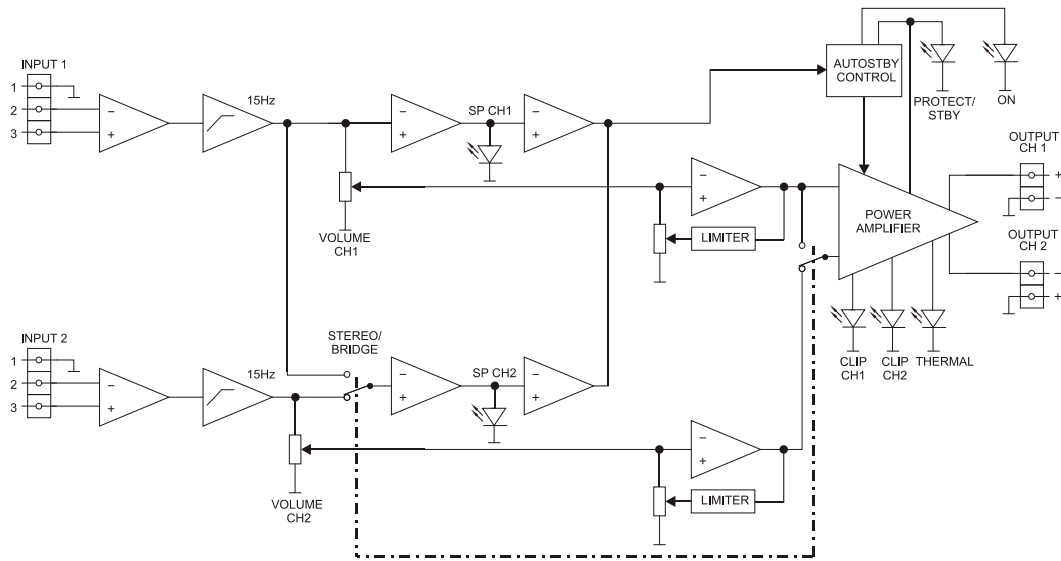 INPUT 1
1
2
3
15Hz
SP CH1
VOLUME
CH1
AUTOSTBY
CONTROL
PROTECT/
STBY
ON
LIMITER
POWER
AMPLIFIER
OUTPUT
CH 1
+
−
OUTPUT
CH 2
−
+
CLIP
CH1
CLIP
CH2
THERMAL
INPUT 2
1
2
3
15Hz
STEREO/
BRIDGE
SP CH2
VOLUME
CH2
LIMITER
− +
− +
− +
− +
− +
− +
− +
− +